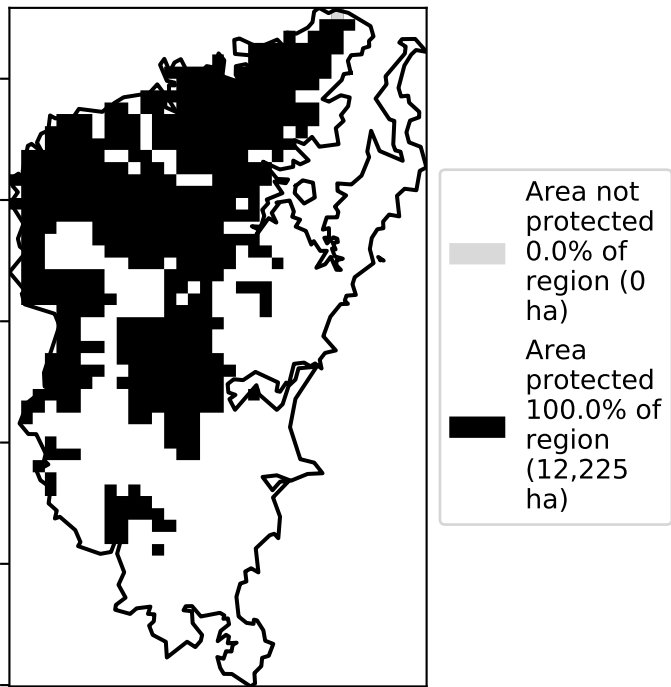 Area not
protected
0.0% of
region (0
ha)
Area
protected
100.0% of
region
(12,225
ha)